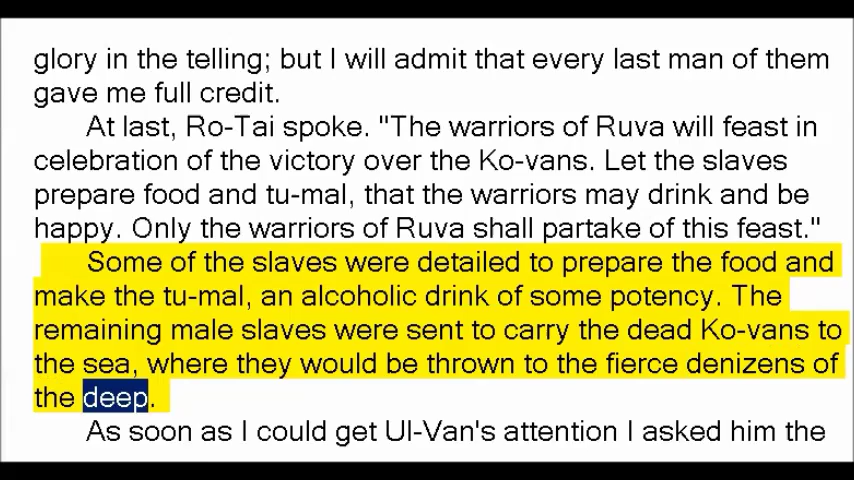 glory in the telling; but I will admit that every last man of them
gave me full credit.
At last, Ro-Tai spoke. "The warriors of Ruva will feast in
celebration of the victory over the Ko-vans. Let the slaves
prepare food and tu-mal, that the warriors may drink and be
happy. Only the warriors of Ruva shall partake of this feast."
Some of the slaves were detailed to prepare the food and
make the tu-mal, an alcoholic drink of some potency. The
remaining male slaves were sent to carry the dead Ko-vans to
the sea, where they would be thrown to the fierce denizens of
the deep.
As soon as I could get Ul-Van's attention I asked him the